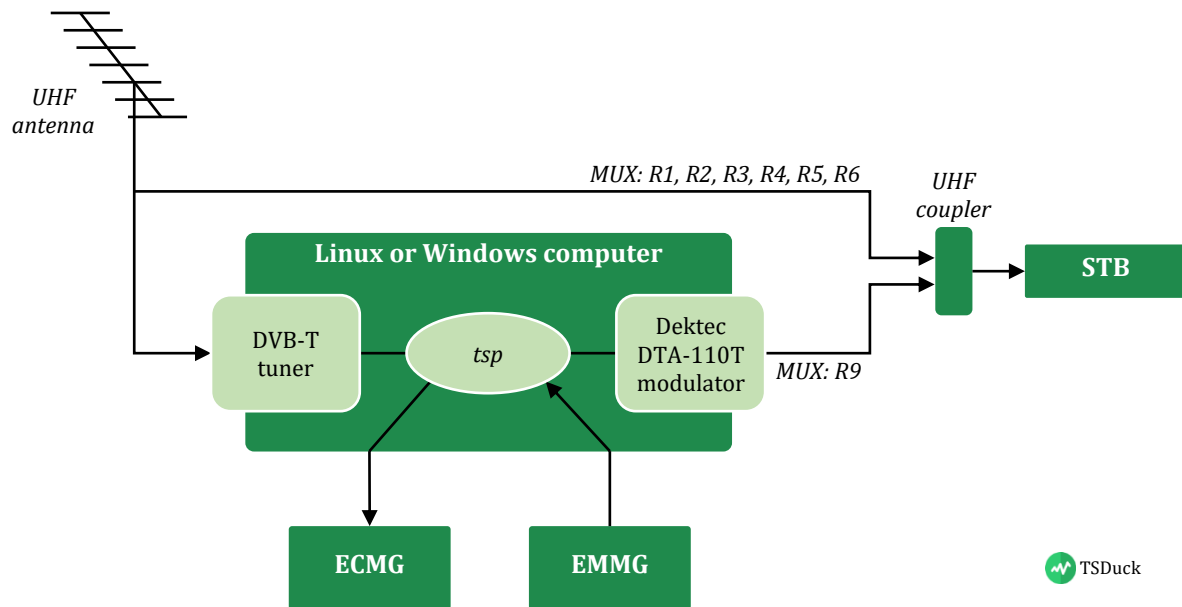 UHF
antenna
MUX: R1, R2, R3, R4, R5, R6
UHF
coupler
Linux or Windows computer
STB
DVB-T
tuner
tsp
Dektec
DTA-110T
modulator
MUX: R9
ECMG
EMMG
TSDuck